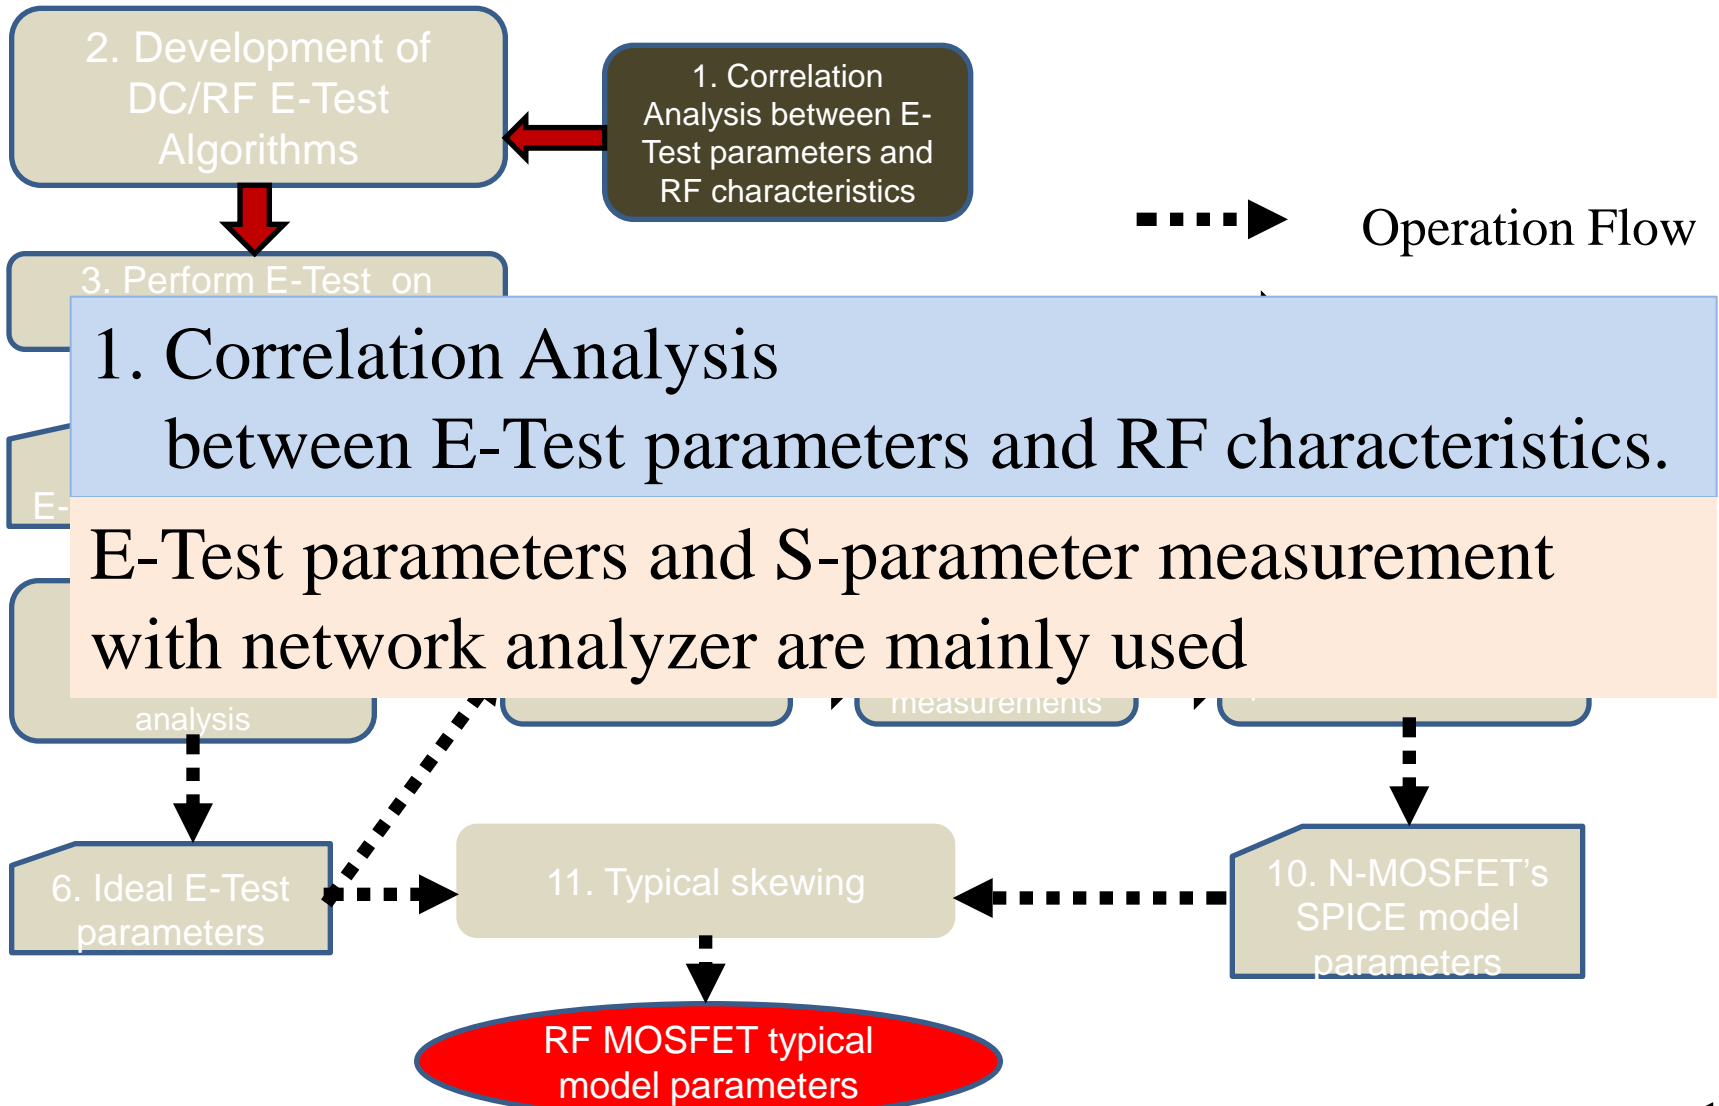 2. Development of
DC/RF E-Test
Algorithms
1. Correlation
Analysis between E-
Test parameters and
RF characteristics
Operation Flow
3. Perform E-Test on
1. Correlation Analysis
between E-Test parameters and RF characteristics.
E-
E-Test parameters and S-parameter measurement
with network analyzer are mainly used
analysis
measurements
6. Ideal E-Test
parameters
11. Typical skewing
10. N-MOSFET’s
SPICE model
parameters
RF MOSFET typical
model parameters